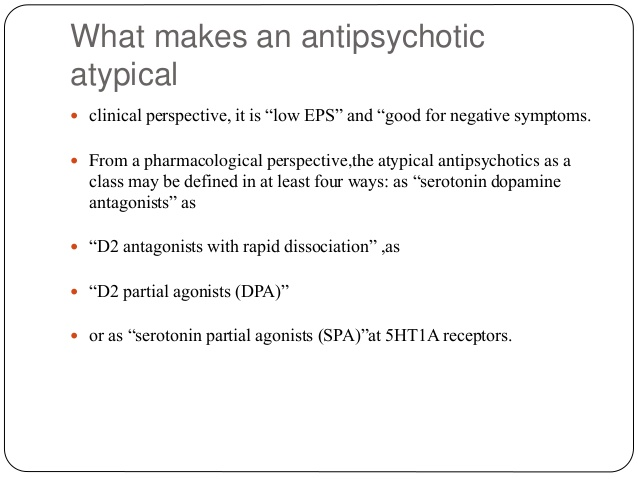 What makes an antipsychotic
atypical
• clinical perspective, it is “low EPS” and “good for negative symptoms.
• From a pharmacological perspective,the atypical antipsychotics as a
class may be defined in at least four ways: as “serotonin dopamine
antagonists” as
• “D2 antagonists with rapid dissociation” ,as
• “D2 partial agonists (DPA)”
• or as “serotonin partial agonists (SPA)”at 5HT1A receptors.